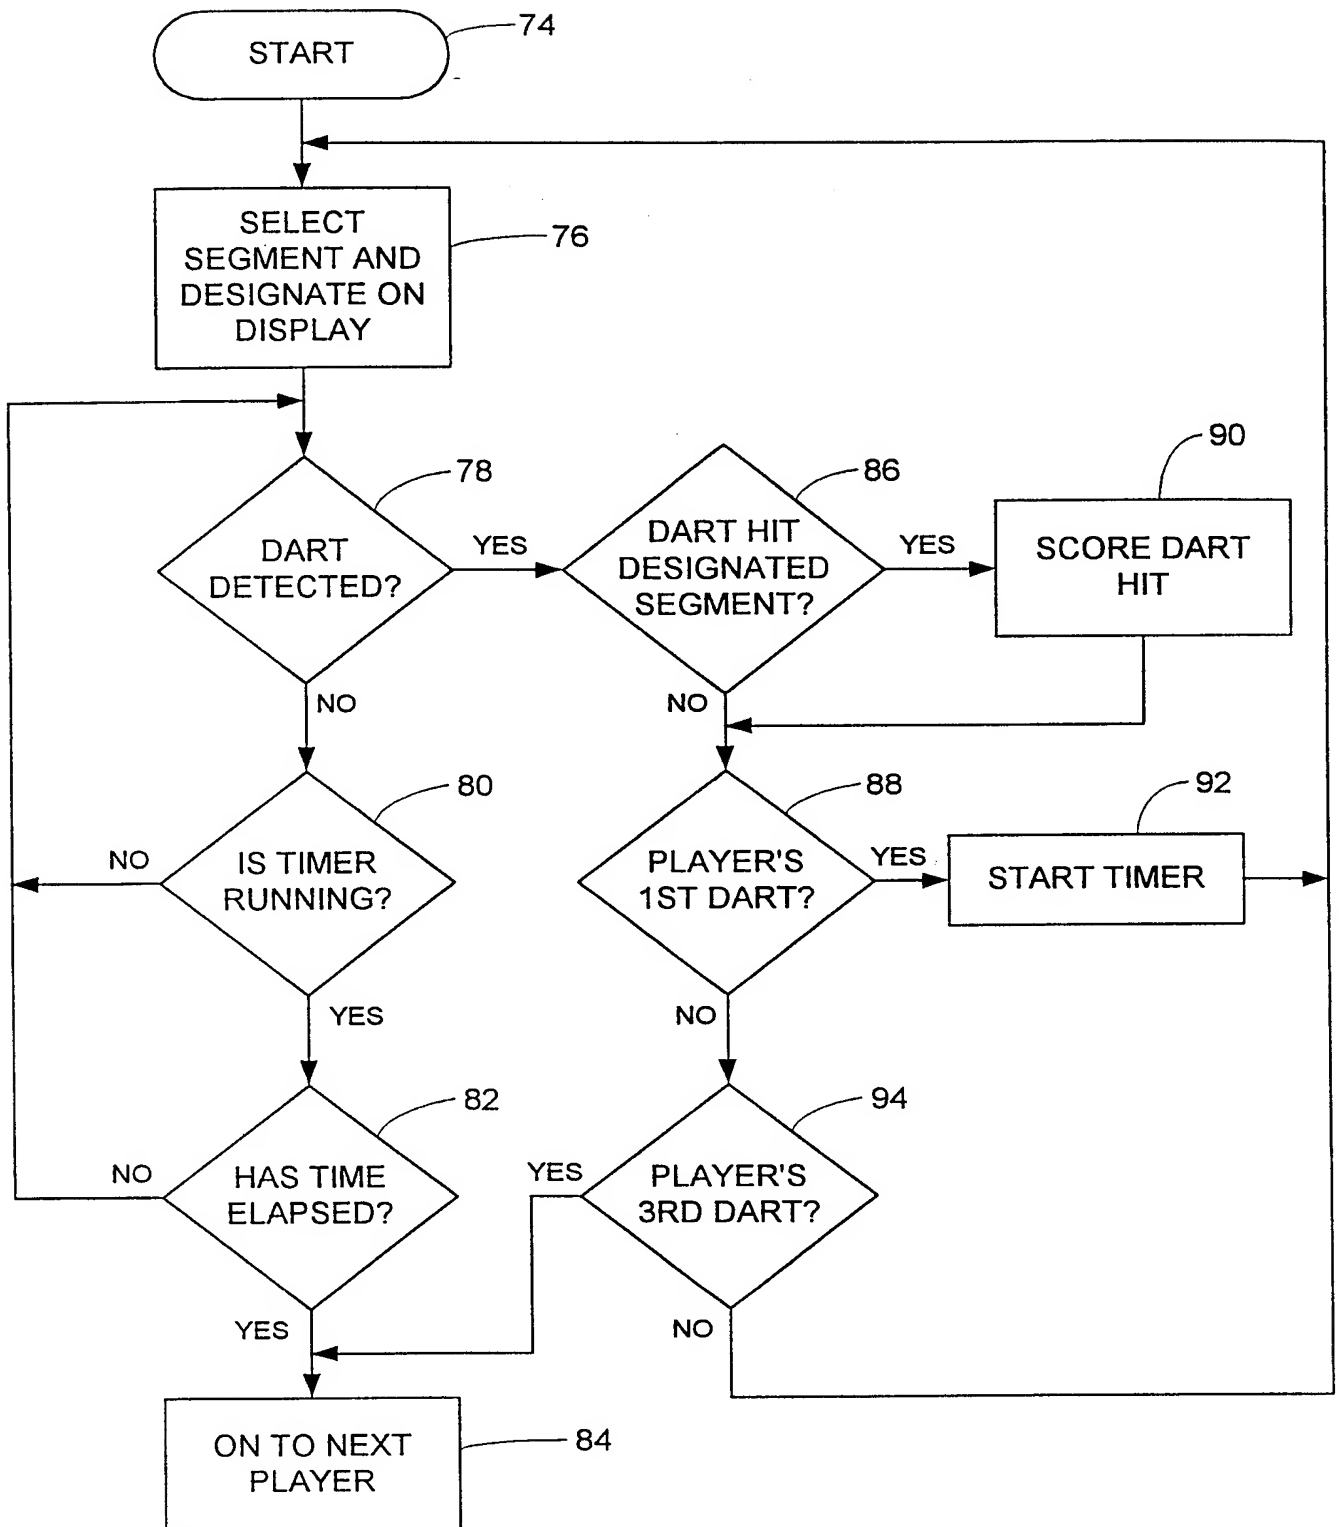 START
74
SELECT
SEGMENT AND
DESIGNATE ON
DISPLAY
76
DART
DETECTED?
78
YES
NO
DART HIT
DESIGNATED
SEGMENT?
86
YES
NO
SCORE DART
HIT
90
IS TIMER
RUNNING?
80
NO
YES
PLAYER'S
1ST DART?
88
YES
NO
START TIMER
92
HAS TIME
ELAPSED?
82
NO
YES
PLAYER'S
3RD DART?
94
YES
NO
ON TO NEXT
PLAYER
84